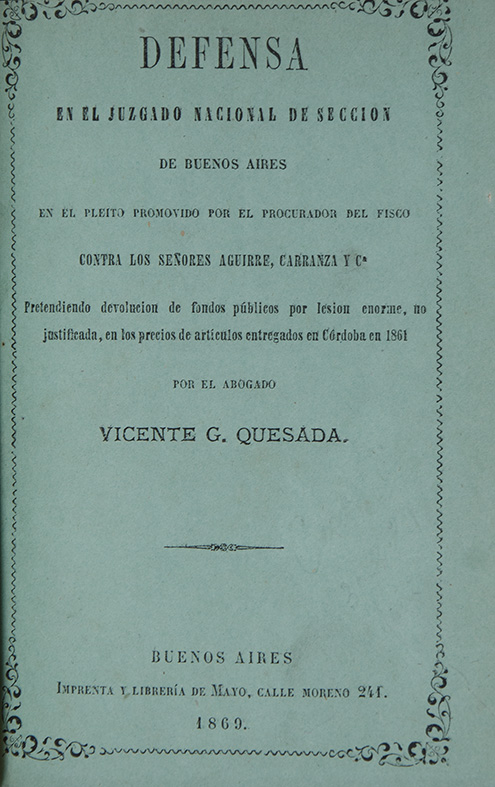 DEFENSA
EN EL JUZGADO NACIONAL DE SECCION
DE BUENOS AIRES
EN EL PLEITO PROMOVIDO POR EL PROCURADOR DEL FISCO
CONTRA LOS SEÑORES AGUIRRE, CARRANZA Y Cª
Pretendiendo devolucion de fondos públicos por lesion enorme, no
justificada, en los precios de artículos entregados en Córdoba en 1861
POR EL ABOGADO
VICENTE G. QUESADA.
BUENOS AIRES
IMPRENTA Y LIBRERÍA DE MAYO, CALLE MORENO 241.
1869.